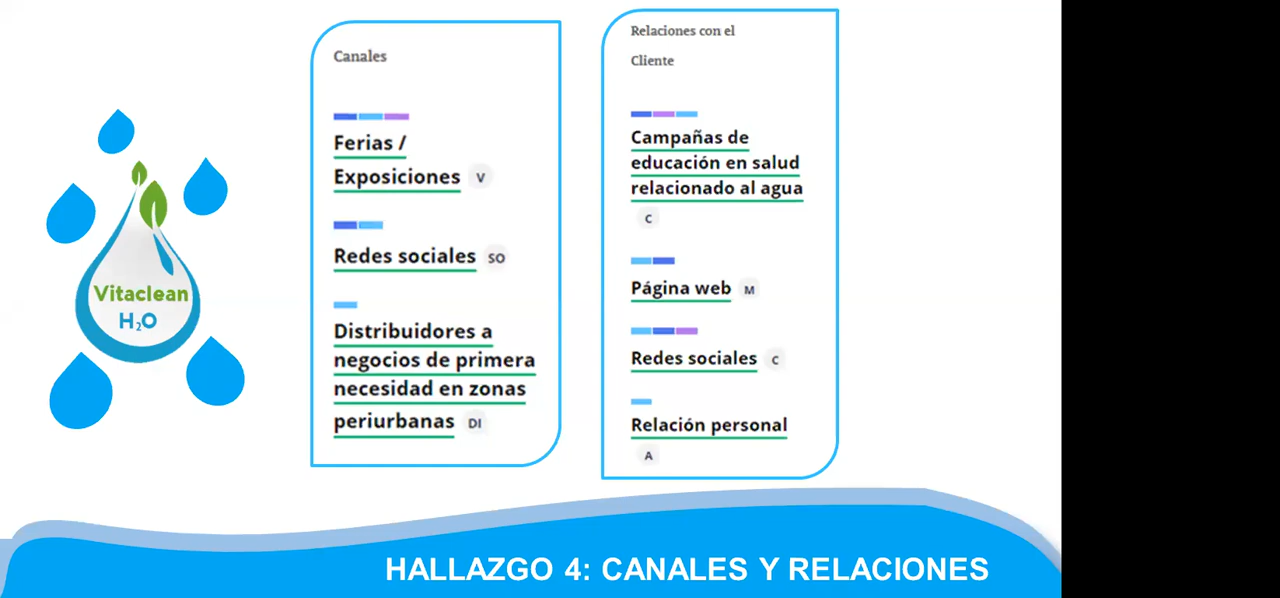 Canales
Ferias /
Exposiciones V
Redes sociales SO
Distribuidores a
negocios de primera
necesidad en zonas
periurbanas DI
Relaciones con el
Cliente
Campañas de
educación en salud
relacionado al agua
C
Página web M
Redes sociales C
Relación personal
A
Vitaclean
H₂O
HALLAZGO 4: CANALES Y RELACIONES